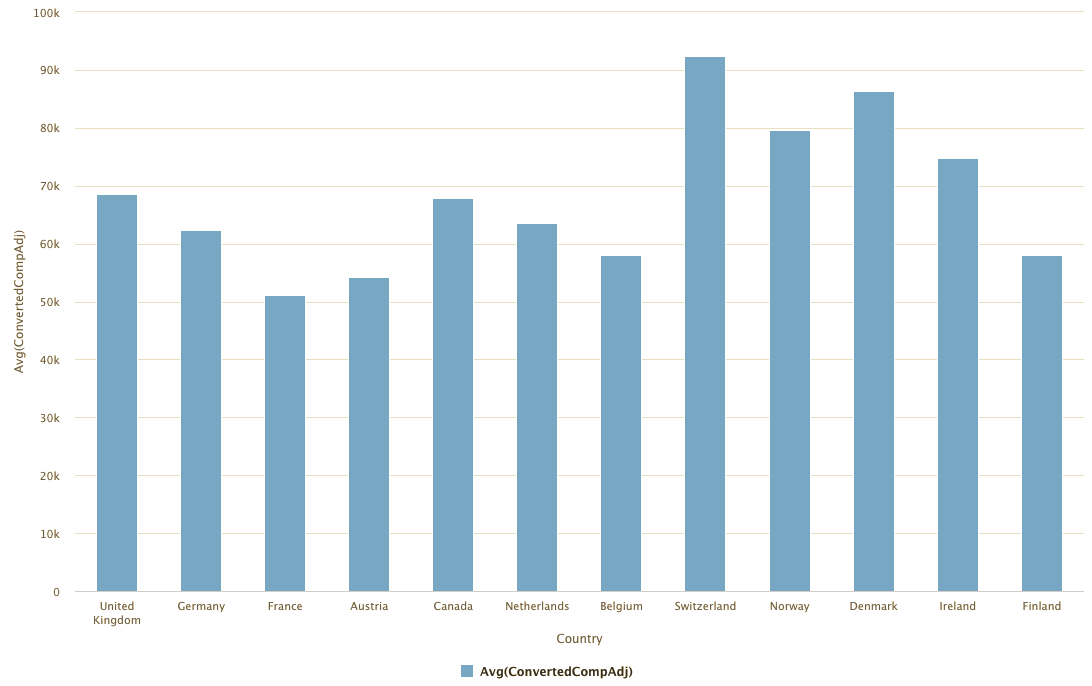 100k
90k
80k
70k
60k
50k
40k
30k
20k
10k
0
Avg(ConvertedCompAdj)
United
Kingdom
Germany
France
Austria
Canada
Netherlands
Belgium
Switzerland
Norway
Denmark
Ireland
Finland
Country
Avg(ConvertedCompAdj)